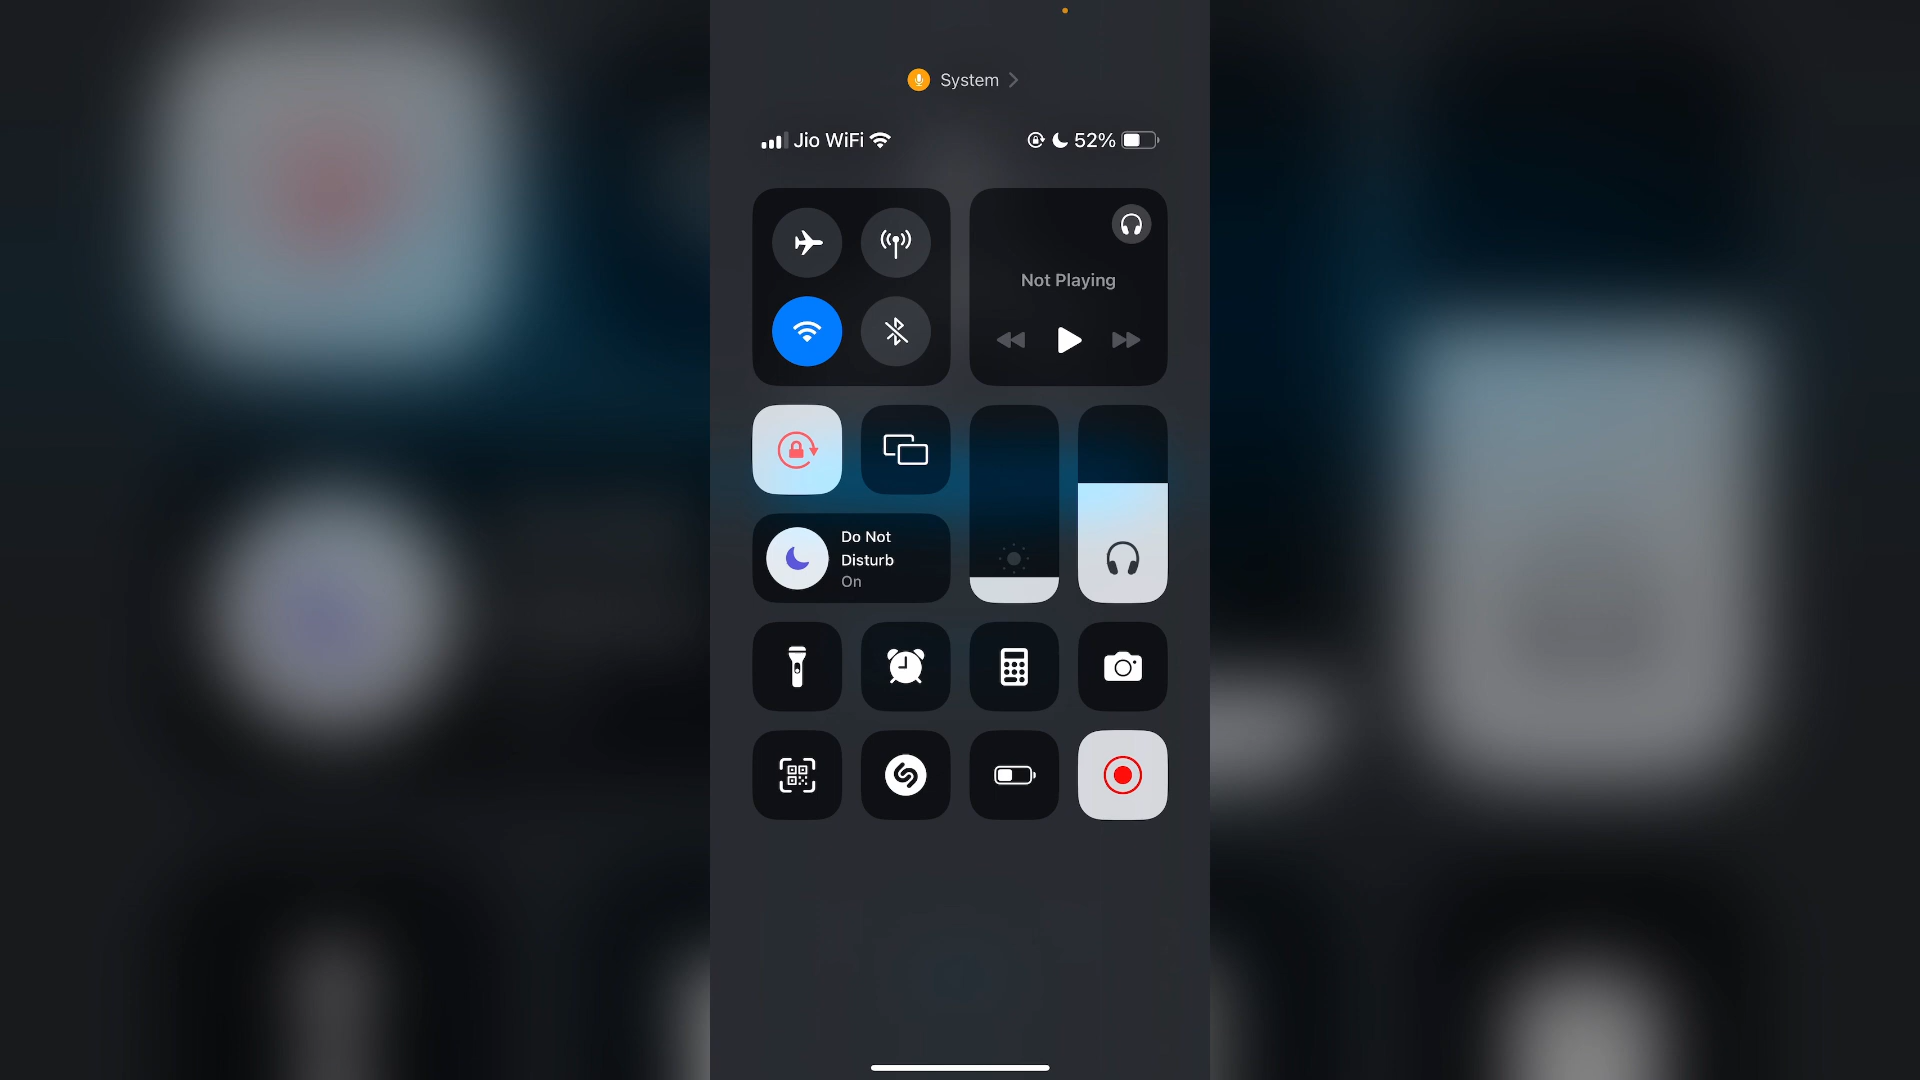 System
Jio WiFi
52%
Not Playing
Do Not
Disturb
On